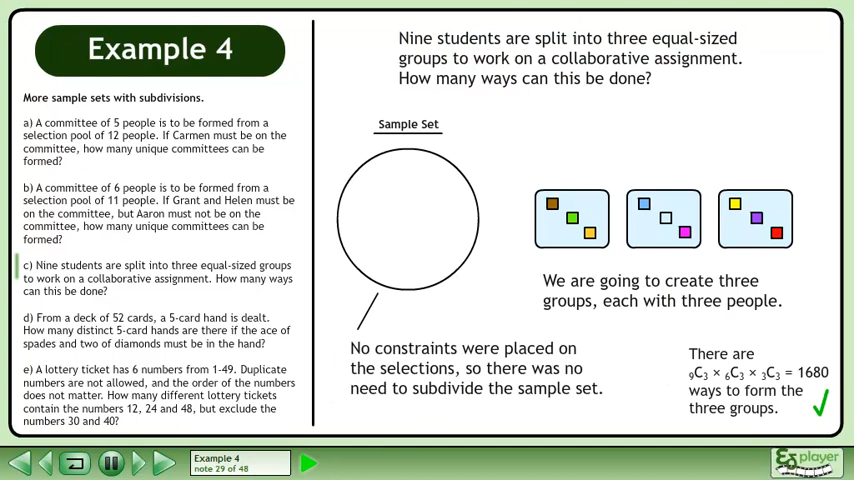 Example 4
More sample sets with subdivisions.
a) A committee of 5 people is to be formed from a
selection pool of 12 people. If Carmen must be on the
committee, how many unique committees can be
formed?
b) A committee of 6 people is to be formed from a
selection pool of 11 people. If Grant and Helen must be
on the committee, but Aaron must not be on the
committee, how many unique committees can be
formed?
c) Nine students are split into three equal-sized groups
to work on a collaborative assignment. How many ways
can this be done?
d) From a deck of 52 cards, a 5-card hand is dealt.
How many distinct 5-card hands are there if the ace of
spades and two of diamonds must be in the hand?
e) A lottery ticket has 6 numbers from 1-49. Duplicate
numbers are not allowed, and the order of the numbers
does not matter. How many different lottery tickets
contain the numbers 12, 24 and 48, but exclude the
numbers 30 and 40?
Nine students are split into three equal-sized
groups to work on a collaborative assignment.
How many ways can this be done?
Sample Set
We are going to create three
groups, each with three people.
No constraints were placed on
the selections, so there was no
need to subdivide the sample set.
There are
₉C₃ × ₆C₃ × ₃C₃ = 1680
ways to form the
three groups.
Example 4
note 29 of 48
player